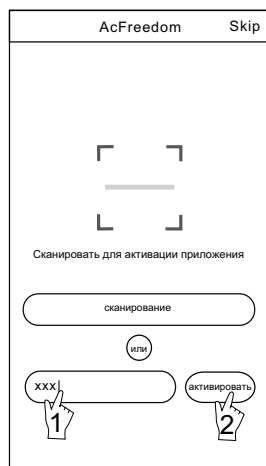 AcFreedom Skip
Сканировать для активации приложения
сканирование
или
xxx активировать
1 2